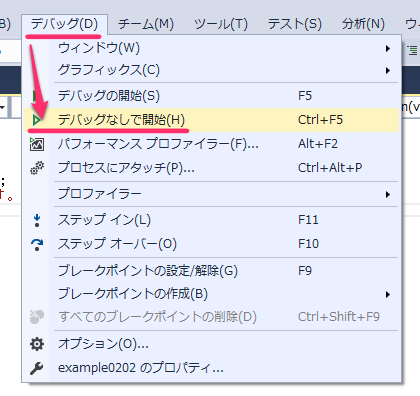 B) デバッグ(D) チーム(M) ツール(T) テスト(S) 分析(N) ウィ
ウィンドウ(W)
グラフィックス(C)
デバッグの開始(S) F5
デバッグなしで開始(H) Ctrl+F5
n(v
パフォーマンス プロファイラー(F)... Alt+F2
プロセスにアタッチ(P)... Ctrl+Alt+P
;
プロファイラー
す。
ステップ イン(L) F11
ステップ オーバー(O) F10
ブレークポイントの設定/解除(G) F9
ブレークポイントの作成(B)
すべてのブレークポイントの削除(D) Ctrl+Shift+F9
オプション(O)...
example0202 のプロパティ...